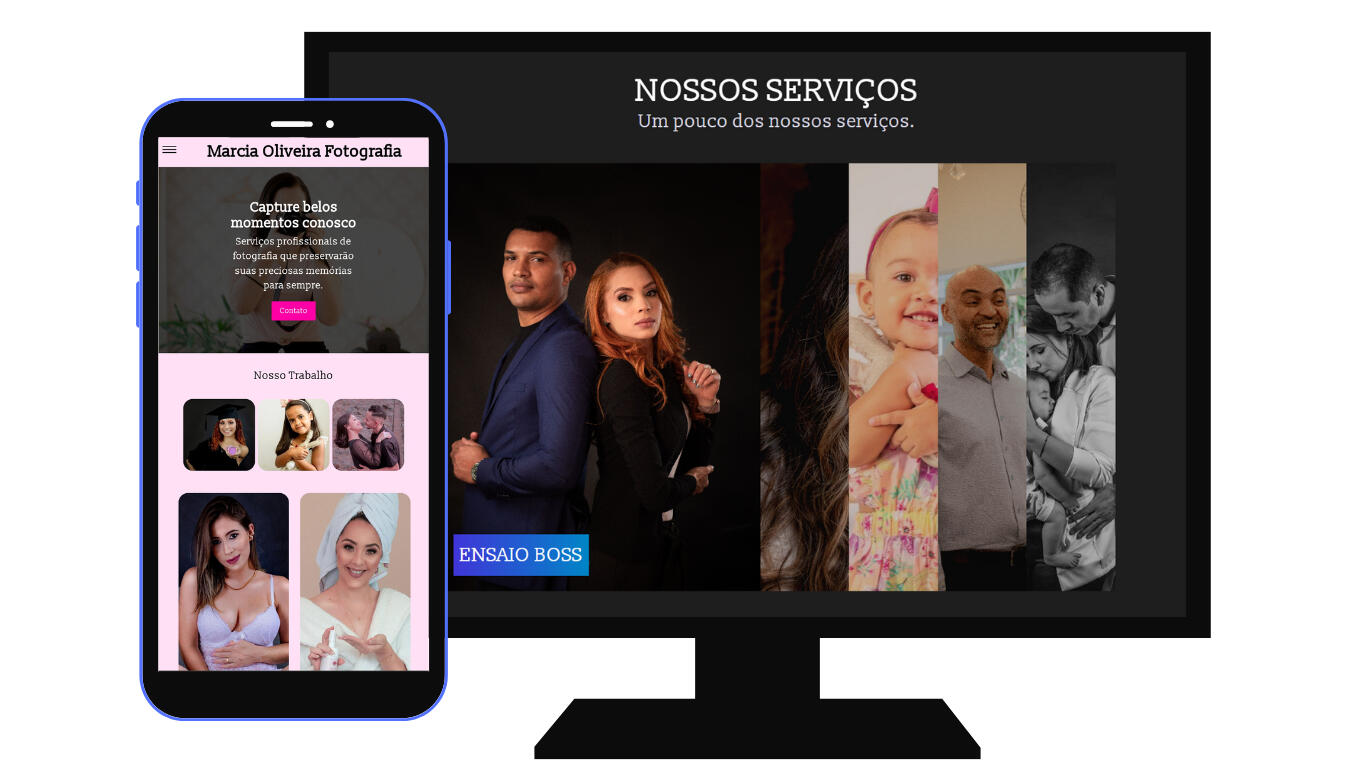 NOSSOS SERVIÇOS
Um pouco dos nossos serviços.
ENSAIO BOSS
Marcia Oliveira Fotografia
Capture belos
momentos conosco
Serviços profissionais de
fotografia que preservarão
suas preciosas memórias
para sempre.
Contato
Nosso Trabalho